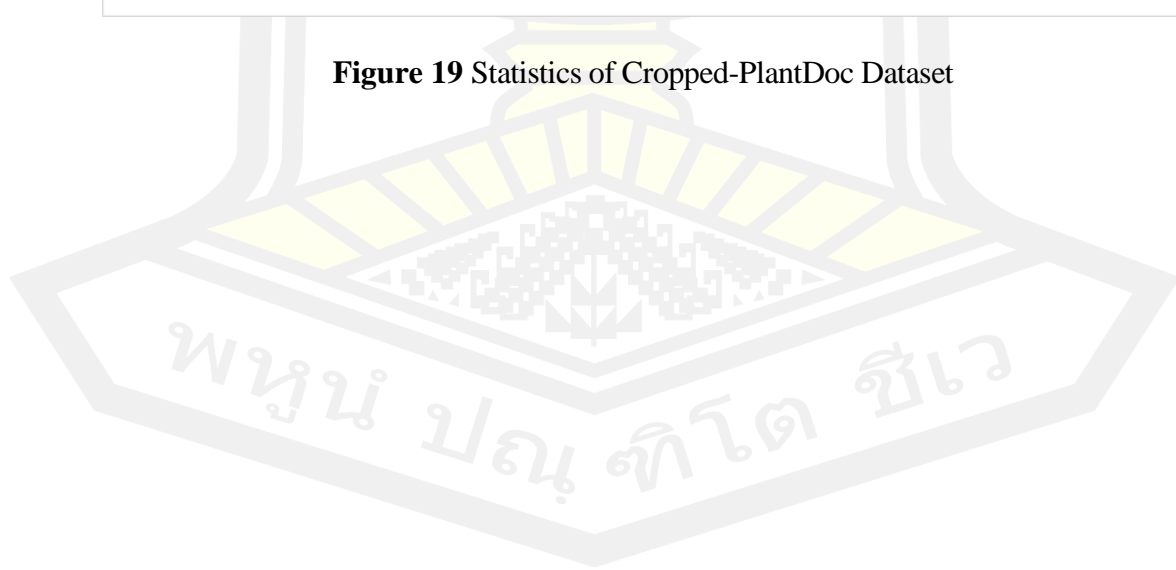 Figure 19 Statistics of Cropped-PlantDoc Dataset
พหูนํ ปณฺ ฑิโต ชีเว